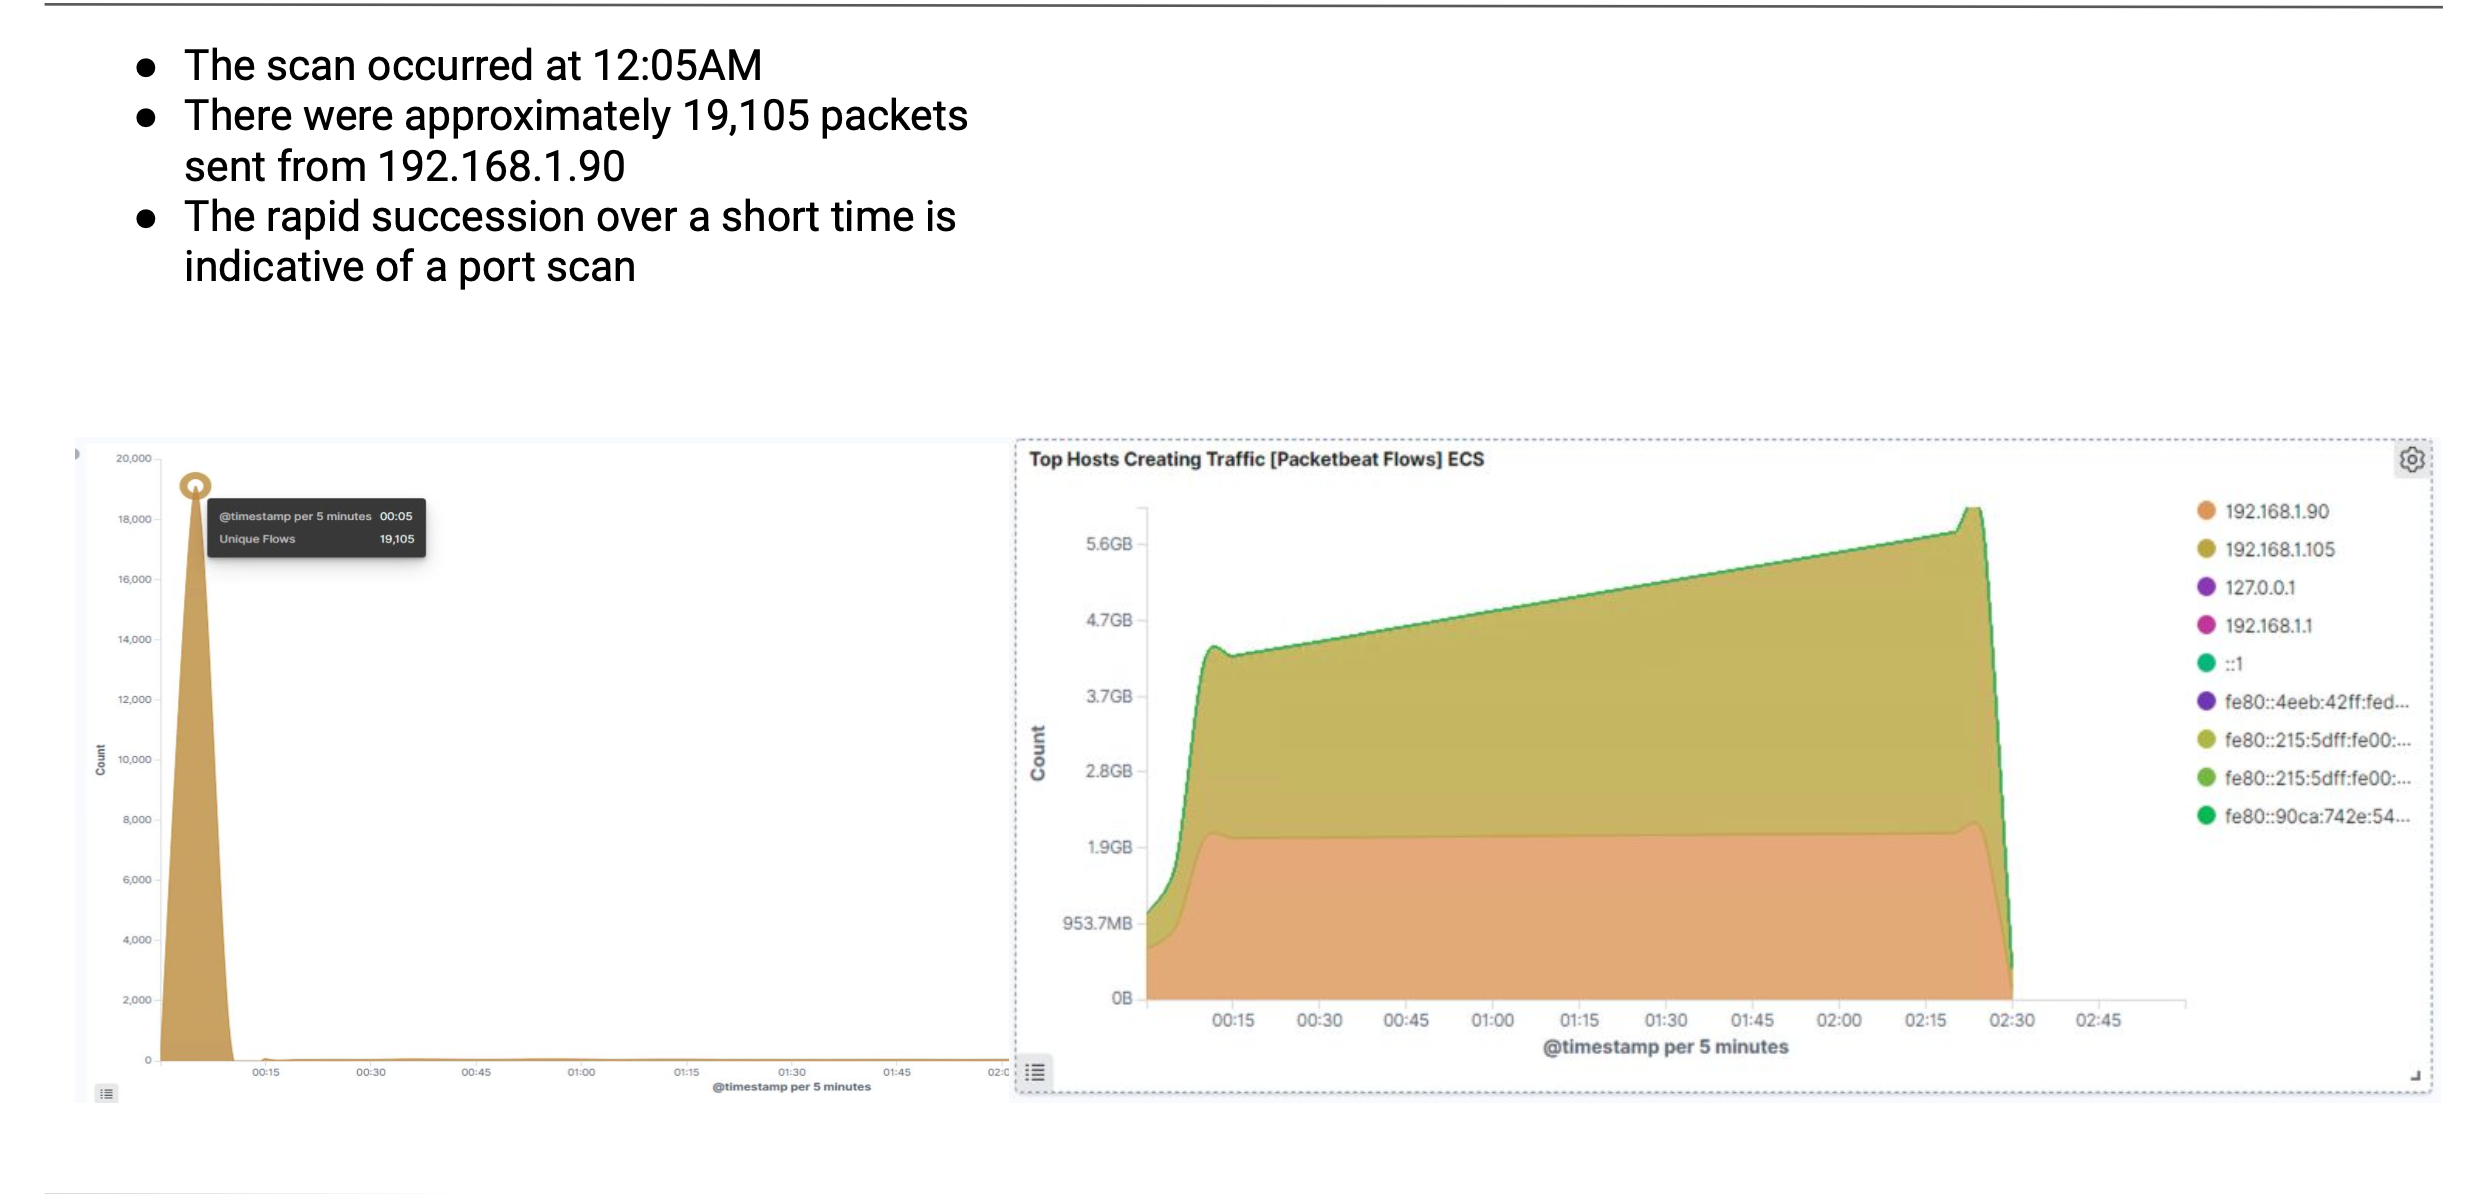 ● The scan occurred at 12:05AM
● There were approximately 19,105 packets
sent from 192.168.1.90
● The rapid succession over a short time is
indicative of a port scan
20,000
18,000
16,000
14,000
12,000
10,000
8,000
6,000
4,000
2,000
0
Count
@timestamp per 5 minutes 00:05
Unique Flows 19,105
00:15 00:30 00:45 01:00 01:15 01:30 01:45 02:0
@timestamp per 5 minutes
Top Hosts Creating Traffic [Packetbeat Flows] ECS
5.6GB
4.7GB
3.7GB
2.8GB
1.9GB
953.7MB
0B
Count
00:15 00:30 00:45 01:00 01:15 01:30 01:45 02:00 02:15 02:30 02:45
@timestamp per 5 minutes
192.168.1.90
192.168.1.105
127.0.0.1
192.168.1.1
::1
fe80::4eeb:42ff:fed...
fe80::215:5dff:fe00:...
fe80::215:5dff:fe00:...
fe80::90ca:742e:54...